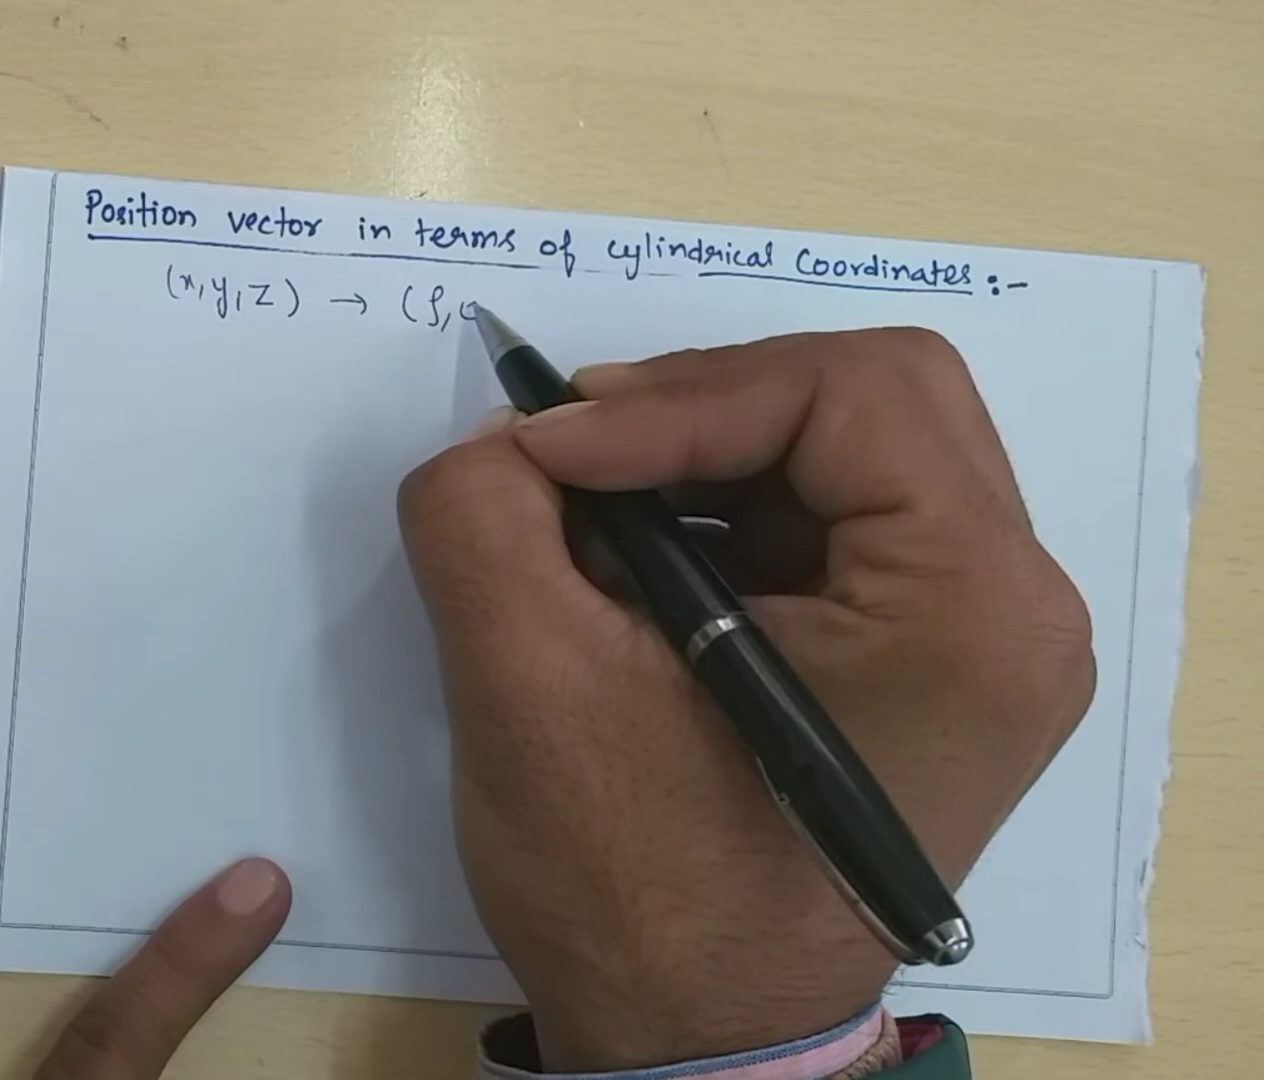 Position vector in terms of cylindrical Coordinates :-
(x, y, z) → (ρ,